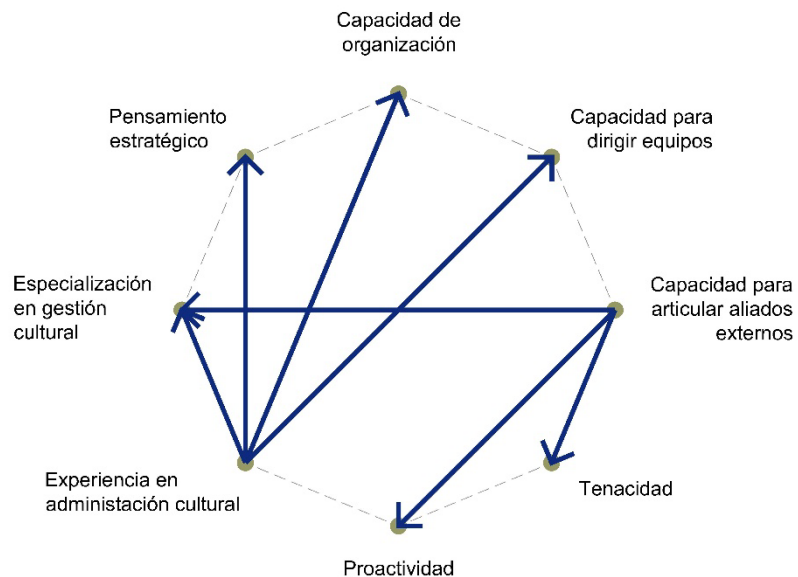 Capacidad de
organización
Pensamiento
estratégico
Capacidad para
dirigir equipos
Especialización
en gestión
cultural
Capacidad para
articular aliados
externos
Experiencia en
administación cultural
Tenacidad
Proactividad